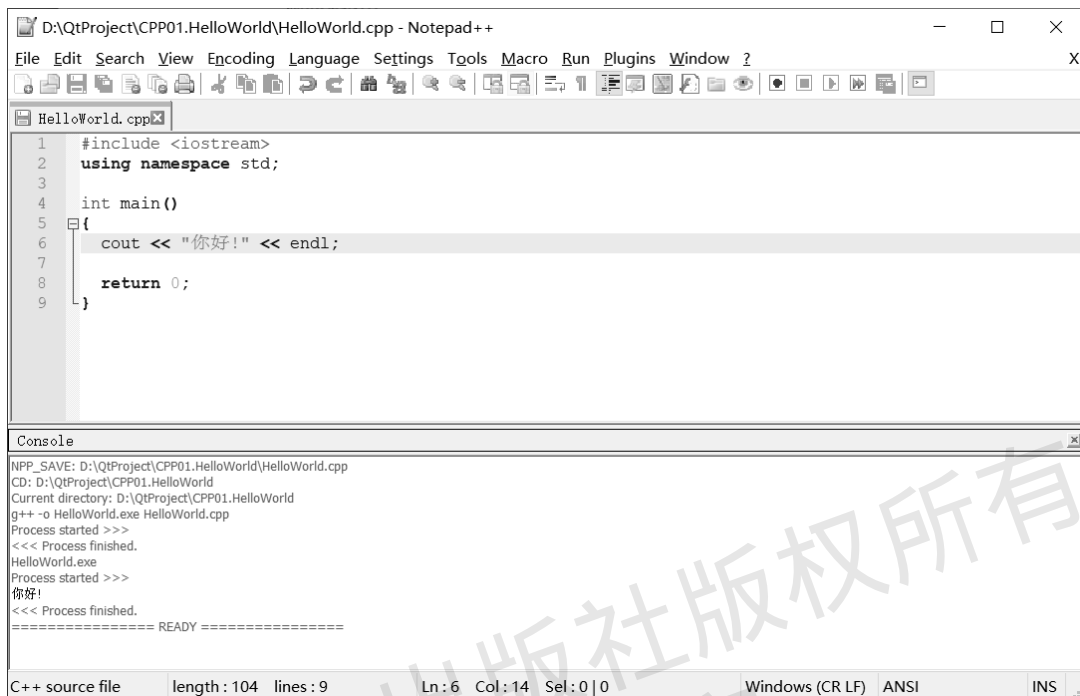 D:\QtProject\CPP01.HelloWorld\HelloWorld.cpp - Notepad++
File Edit Search View Encoding Language Settings Tools Macro Run Plugins Window ? X
HelloWorld.cpp
1 #include <iostream>
2 using namespace std;
3
4 int main()
5 {
6 cout << "你好!" << endl;
7
8 return 0;
9 }
Console
NPP_SAVE: D:\QtProject\CPP01.HelloWorld\HelloWorld.cpp
CD: D:\QtProject\CPP01.HelloWorld
Current directory: D:\QtProject\CPP01.HelloWorld
g++ -o HelloWorld.exe HelloWorld.cpp
Process started >>>
<<< Process finished.
HelloWorld.exe
Process started >>>
你好!
<<< Process finished.
================ READY ================
C++ source file length : 104 lines : 9 Ln : 6 Col : 14 Sel : 0 | 0 Windows (CR LF) ANSI INS
出版社版权所有